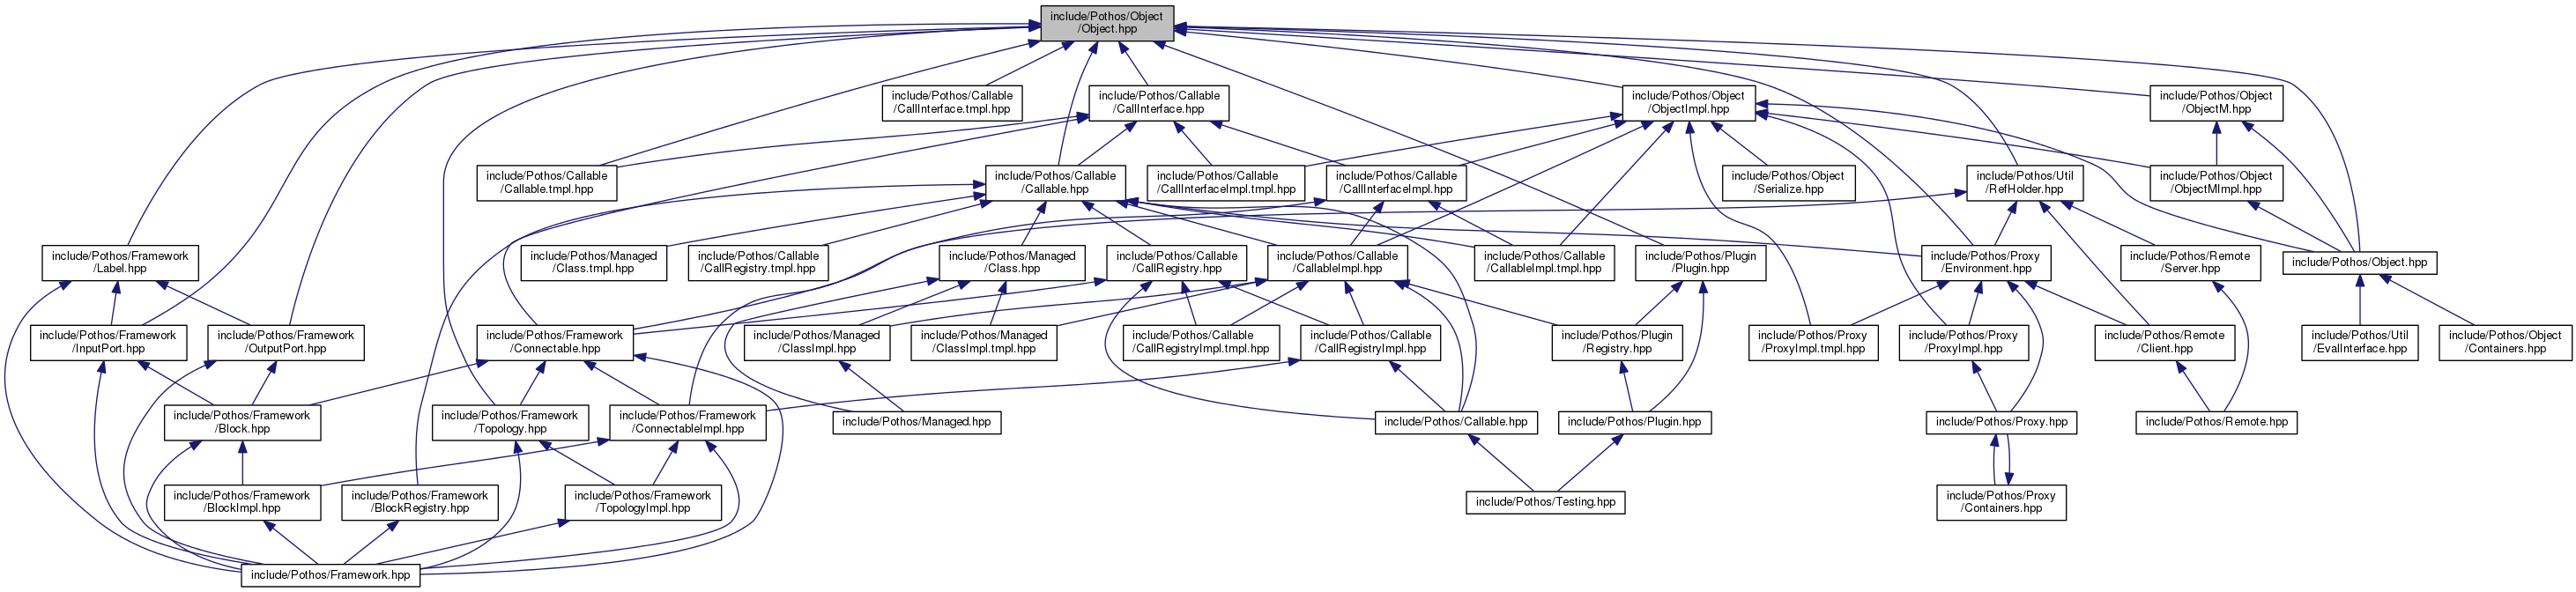 include/Pothos/Object
/Object.hpp
include/Pothos/Callable
/CallInterface.tmpl.hpp
include/Pothos/Callable
/CallInterface.hpp
include/Pothos/Object
/ObjectImpl.hpp
include/Pothos/Object
/ObjectM.hpp
include/Pothos/Callable
/Callable.tmpl.hpp
include/Pothos/Callable
/Callable.hpp
include/Pothos/Callable
/CallInterfaceImpl.tmpl.hpp
include/Pothos/Callable
/CallInterfaceImpl.hpp
include/Pothos/Object
/Serialize.hpp
include/Pothos/Util
/RefHolder.hpp
include/Pothos/Object
/ObjectMImpl.hpp
include/Pothos/Framework
/Label.hpp
include/Pothos/Managed
/Class.tmpl.hpp
include/Pothos/Callable
/CallRegistry.tmpl.hpp
include/Pothos/Managed
/Class.hpp
include/Pothos/Callable
/CallRegistry.hpp
include/Pothos/Callable
/CallableImpl.hpp
include/Pothos/Callable
/CallableImpl.tmpl.hpp
include/Pothos/Plugin
/Plugin.hpp
include/Pothos/Proxy
/Environment.hpp
include/Pothos/Remote
/Server.hpp
include/Pothos/Object.hpp
include/Pothos/Framework
/InputPort.hpp
include/Pothos/Framework
/OutputPort.hpp
include/Pothos/Framework
/Connectable.hpp
include/Pothos/Managed
/ClassImpl.hpp
include/Pothos/Managed
/ClassImpl.tmpl.hpp
include/Pothos/Callable
/CallRegistryImpl.tmpl.hpp
include/Pothos/Callable
/CallRegistryImpl.hpp
include/Pothos/Plugin
/Registry.hpp
include/Pothos/Proxy
/ProxyImpl.tmpl.hpp
include/Pothos/Proxy
/ProxyImpl.hpp
include/Pothos/Remote
/Client.hpp
include/Pothos/Util
/EvalInterface.hpp
include/Pothos/Object
/Containers.hpp
include/Pothos/Framework
/Block.hpp
include/Pothos/Framework
/Topology.hpp
include/Pothos/Framework
/ConnectableImpl.hpp
include/Pothos/Managed.hpp
include/Pothos/Callable.hpp
include/Pothos/Plugin.hpp
include/Pothos/Proxy.hpp
include/Pothos/Remote.hpp
include/Pothos/Framework
/BlockImpl.hpp
include/Pothos/Framework
/BlockRegistry.hpp
include/Pothos/Framework
/TopologyImpl.hpp
include/Pothos/Testing.hpp
include/Pothos/Proxy
/Containers.hpp
include/Pothos/Framework.hpp